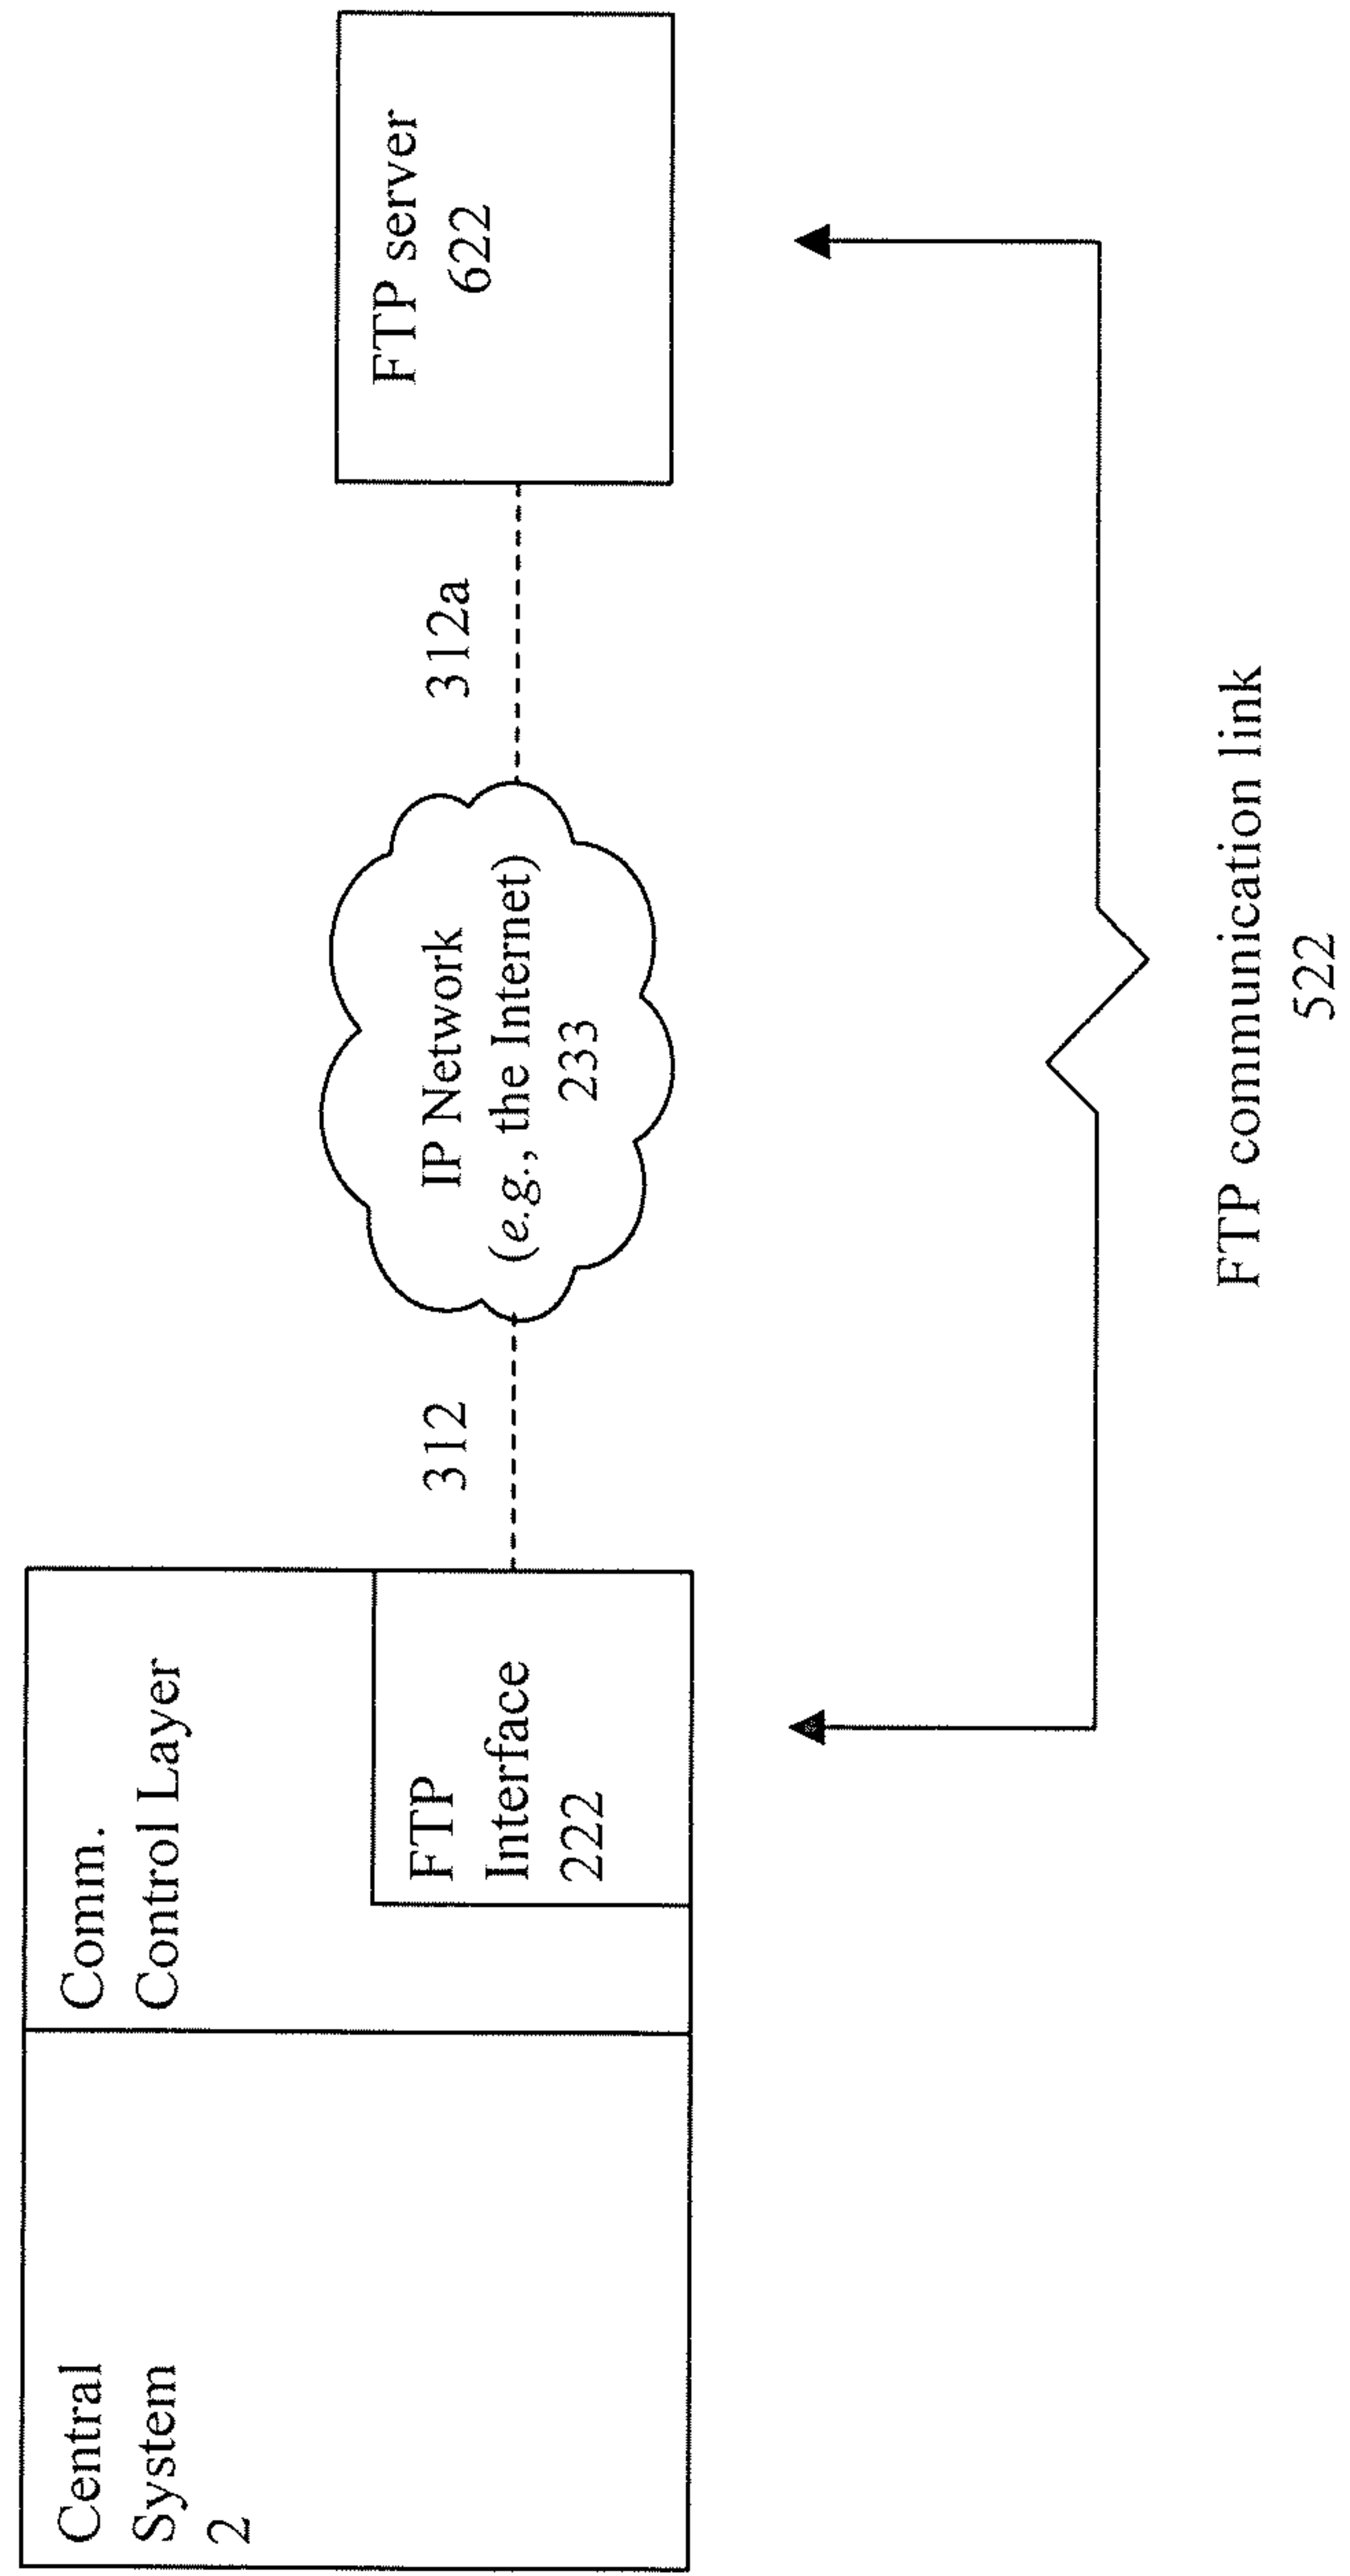 Central
System
2
Comm.
Control Layer
FTP
Interface
222
312
IP Network
(e.g., the Internet)
233
312a
FTP server
622
FTP communication link
522